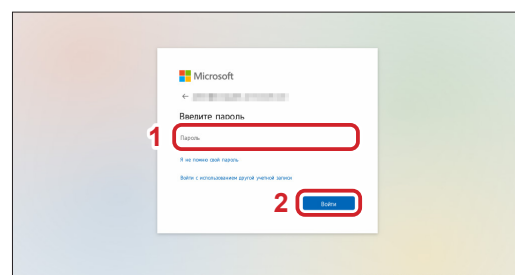 Microsoft
←
Введите пароль
1
Пароль
Я не помню свой пароль
Войти с использованием другой учетной записи
2
Войти